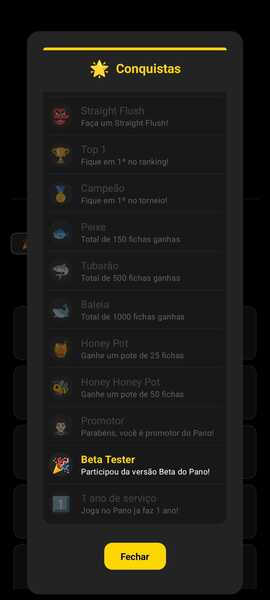 Conquistas
Straight Flush
Faça um Straight Flush!
Top 1
Fique em 1º no ranking!
Campeão
Fique em 1º no torneio!
Peixe
Total de 150 fichas ganhas
Tubarão
Total de 500 fichas ganhas
Baleia
Total de 1000 fichas ganhas
Honey Pot
Ganhe um pote de 25 fichas
Honey Honey Pot
Ganhe um pote de 50 fichas
Promotor
Parabéns, você é promotor do Pano!
Beta Tester
Participou da versão Beta do Pano!
1
1 ano de serviço
Joga no Pano ja faz 1 ano!
Fechar